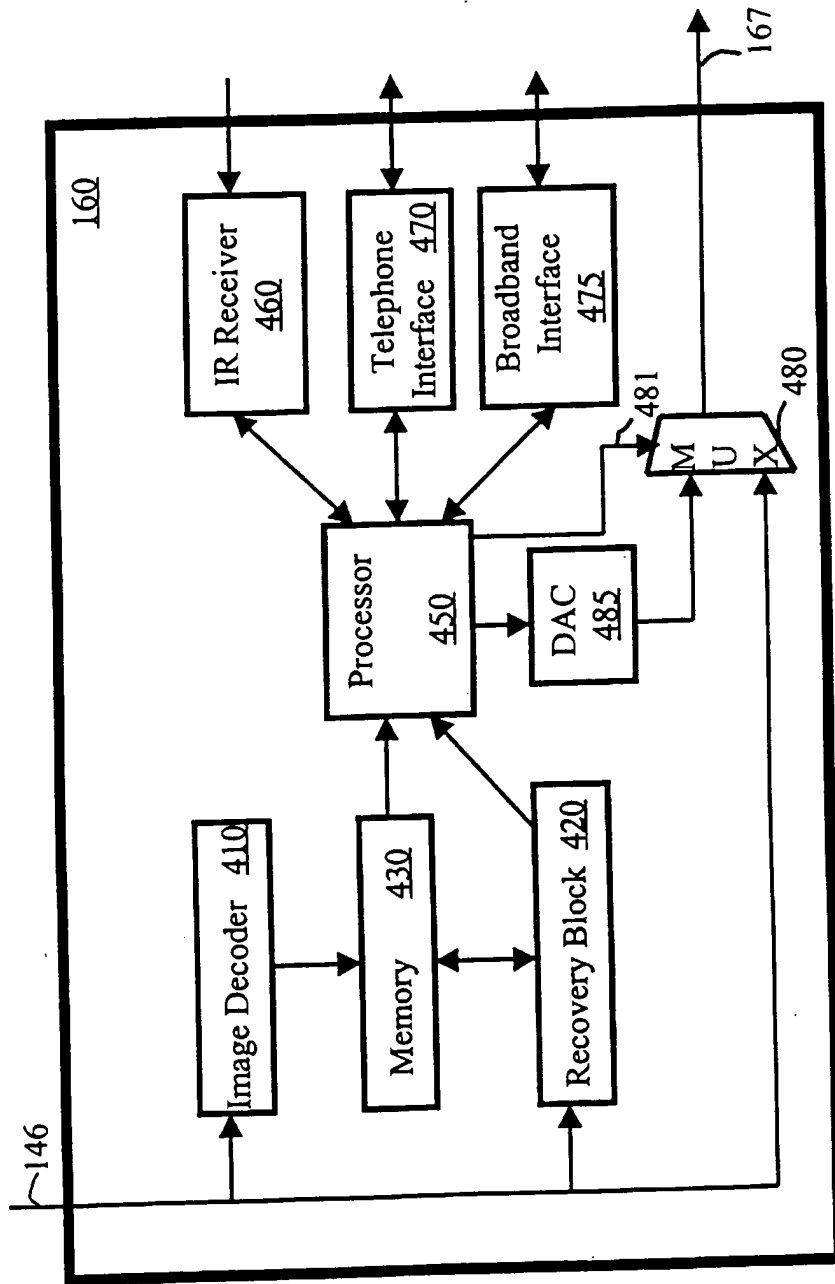 146
160
Image Decoder 410
Memory
430
Recovery Block 420
Processor
450
DAC
485
IR Receiver
460
Telephone
Interface 470
Broadband
Interface
475
481
M
U
X
480
167